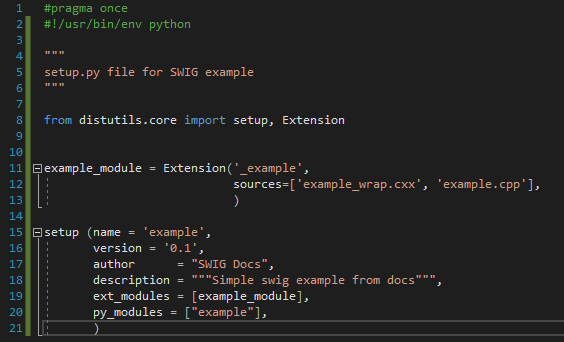 1 #pragma once
2 #!/usr/bin/env python
3
4 """
5 setup.py file for SWIG example
6 """
7
8 from distutils.core import setup, Extension
9
10
11 example_module = Extension('_example',
12                            sources=['example_wrap.cxx', 'example.cpp'],
13                            )
14
15 setup (name = 'example',
16        version = '0.1',
17        author      = "SWIG Docs",
18        description = """Simple swig example from docs""",
19        ext_modules = [example_module],
20        py_modules = ["example"],
21        )